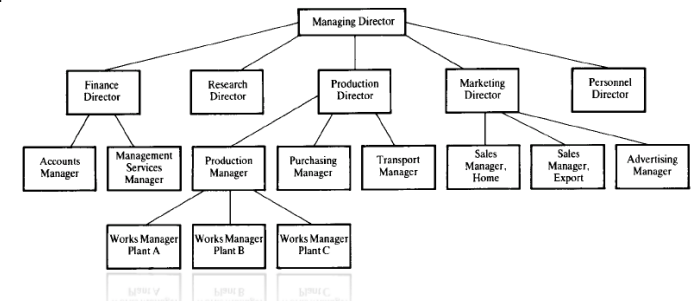 Managing Director
Finance
Director
Research
Director
Production
Director
Marketing
Director
Personnel
Director
Accounts
Manager
Management
Services
Manager
Production
Manager
Purchasing
Manager
Transport
Manager
Sales
Manager,
Home
Sales
Manager,
Export
Advertising
Manager
Works Manager
Plant A
Works Manager
Plant B
Works Manager
Plant C